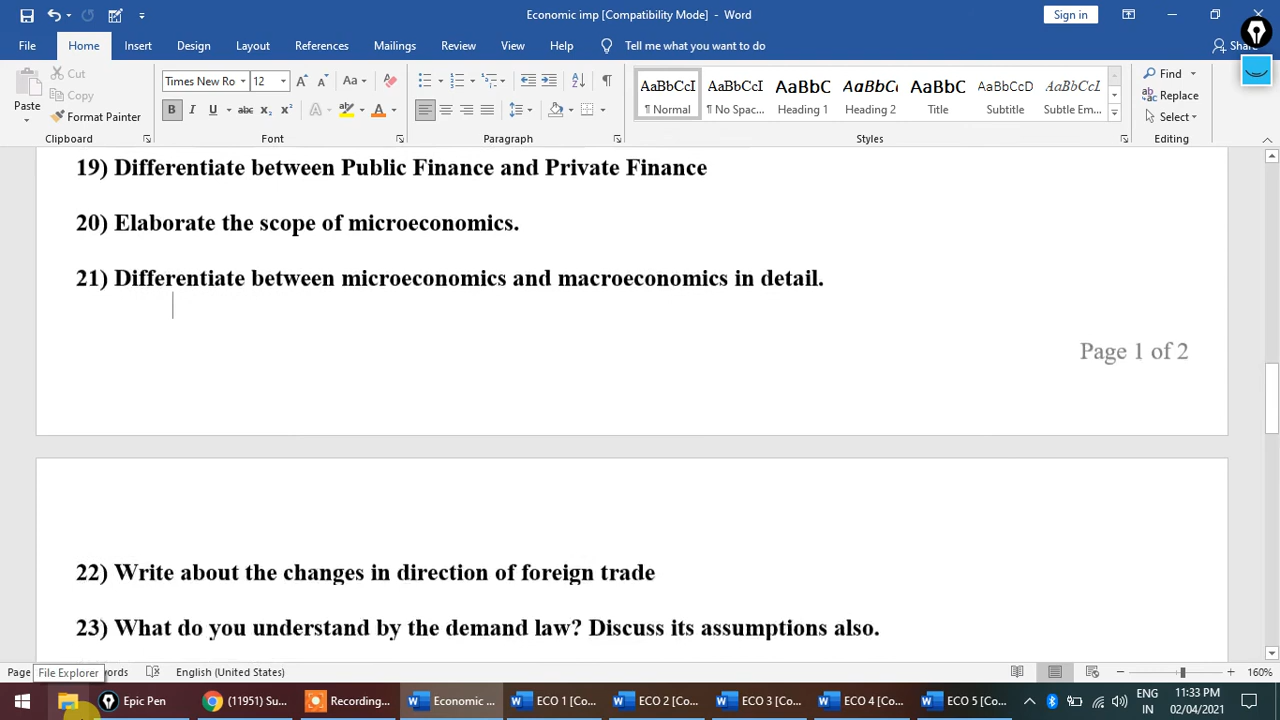 Economic imp [Compatibility Mode] - Word
Sign in
File Home Insert Design Layout References Mailings Review View Help Tell me what you want to do
Paste
Cut
Copy
Format Painter
Clipboard
Times New Ro 12
Font
Paragraph
AaBbCcI AaBbCcI AaBbC AaBbCc AaBbC AaBbCcD AaBbCcI
¶ Normal ¶ No Spac... Heading 1 Heading 2 Title Subtitle Subtle Em...
Styles
Find
Replace
Select
Editing
19) Differentiate between Public Finance and Private Finance
20) Elaborate the scope of microeconomics.
21) Differentiate between microeconomics and macroeconomics in detail.
Page 1 of 2
22) Write about the changes in direction of foreign trade
23) What do you understand by the demand law? Discuss its assumptions also.
Page
File Explorer
English (United States)
160%
Epic Pen
(11951) Su...
Recording...
Economic ...
ECO 1 [Co...
ECO 2 [Co...
ECO 3 [Co...
ECO 4 [Co...
ECO 5 [Co...
ENG
IN
11:33 PM
02/04/2021